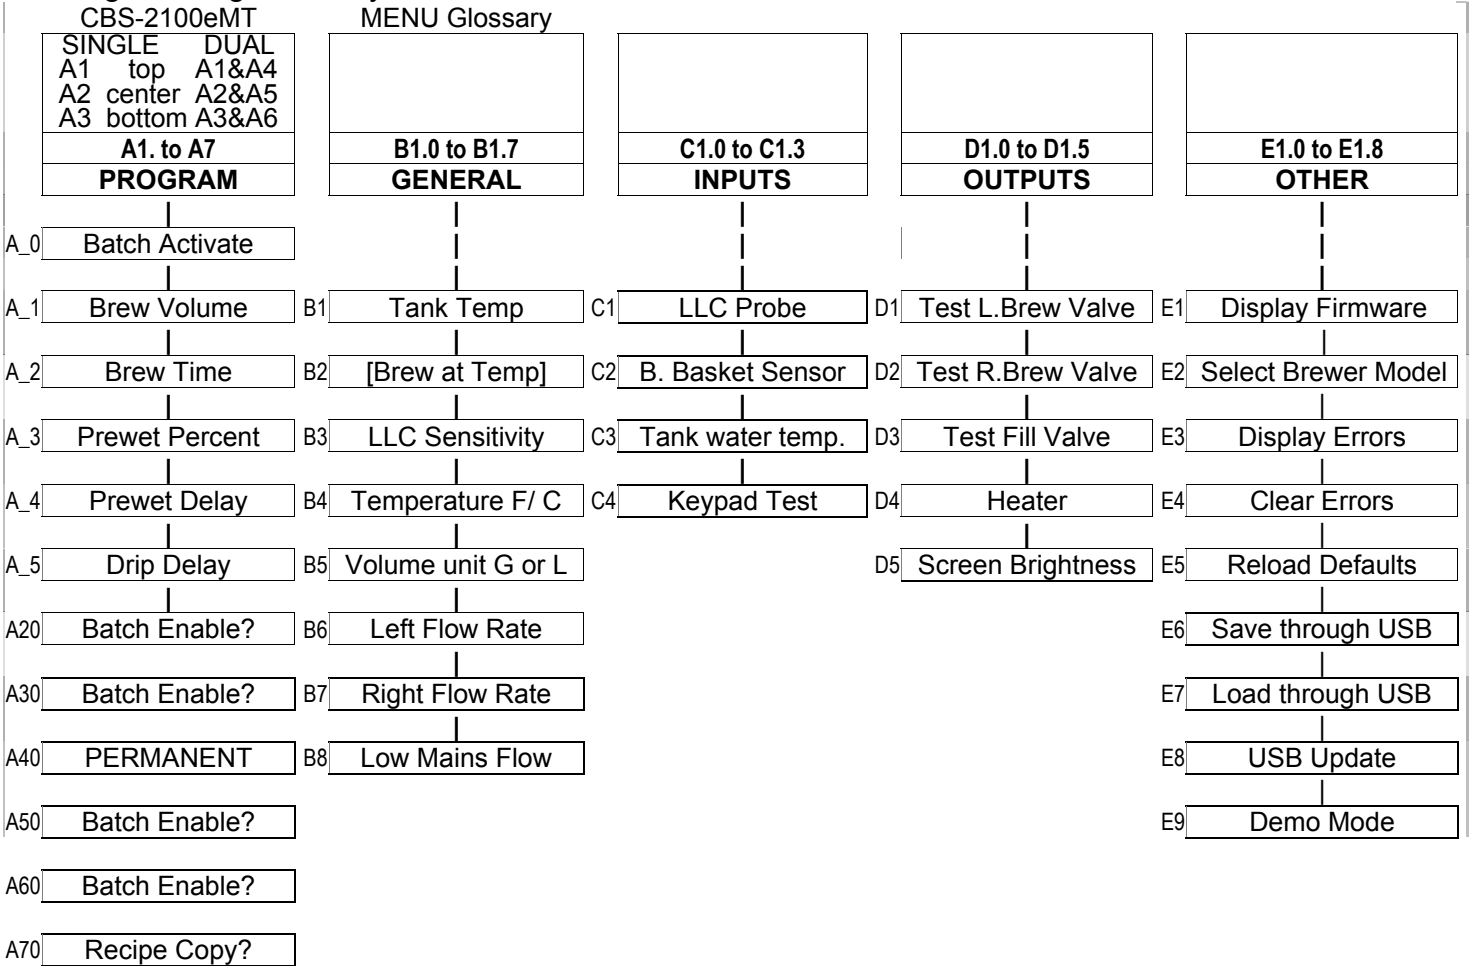 CBS-2100eMT MENU Glossary
SINGLE DUAL
A1 top A1&A4
A2 center A2&A5
A3 bottom A3&A6
A1. to A7 B1.0 to B1.7 C1.0 to C1.3 D1.0 to D1.5 E1.0 to E1.8
PROGRAM GENERAL INPUTS OUTPUTS OTHER
A_0 Batch Activate
A_1 Brew Volume B1 Tank Temp C1 LLC Probe D1 Test L.Brew Valve E1 Display Firmware
A_2 Brew Time B2 [Brew at Temp] C2 B. Basket Sensor D2 Test R.Brew Valve E2 Select Brewer Model
A_3 Prewet Percent B3 LLC Sensitivity C3 Tank water temp. D3 Test Fill Valve E3 Display Errors
A_4 Prewet Delay B4 Temperature F/ C C4 Keypad Test D4 Heater E4 Clear Errors
A_5 Drip Delay B5 Volume unit G or L D5 Screen Brightness E5 Reload Defaults
A20 Batch Enable? B6 Left Flow Rate E6 Save through USB
A30 Batch Enable? B7 Right Flow Rate E7 Load through USB
A40 PERMANENT B8 Low Mains Flow E8 USB Update
A50 Batch Enable? E9 Demo Mode
A60 Batch Enable?
A70 Recipe Copy?